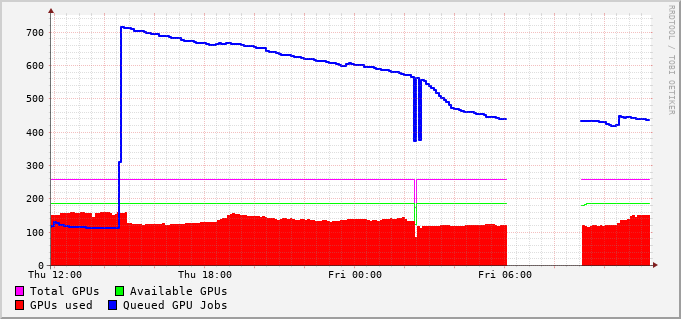 RRDTOOL / TOBI OETIKER
700
600
500
400
300
200
100
0
Thu 12:00 Thu 18:00 Fri 00:00 Fri 06:00
Total GPUs Available GPUs
GPUs used Queued GPU Jobs